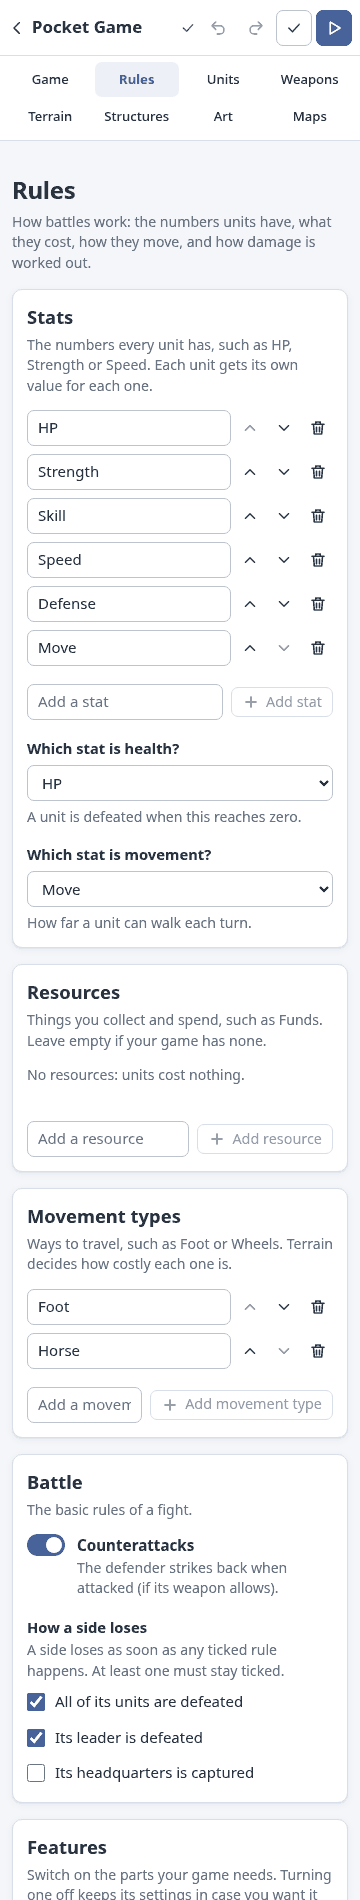 Pocket Game
Game
Rules
Units
Weapons
Terrain
Structures
Art
Maps
Rules
How battles work: the numbers units have, what
they cost, how they move, and how damage is
worked out.
Stats
The numbers every unit has, such as HP,
Strength or Speed. Each unit gets its own
value for each one.
HP
Strength
Skill
Speed
Defense
Move
Add a stat
Add stat
Which stat is health?
HP
A unit is defeated when this reaches zero.
Which stat is movement?
Move
How far a unit can walk each turn.
Resources
Things you collect and spend, such as Funds.
Leave empty if your game has none.
No resources: units cost nothing.
Add a resource
Add resource
Movement types
Ways to travel, such as Foot or Wheels. Terrain
decides how costly each one is.
Foot
Horse
Add a movem
Add movement type
Battle
The basic rules of a fight.
Counterattacks
The defender strikes back when
attacked (if its weapon allows).
How a side loses
A side loses as soon as any ticked rule
happens. At least one must stay ticked.
All of its units are defeated
Its leader is defeated
Its headquarters is captured
Features
Switch on the parts your game needs. Turning
one off keeps its settings in case you want it